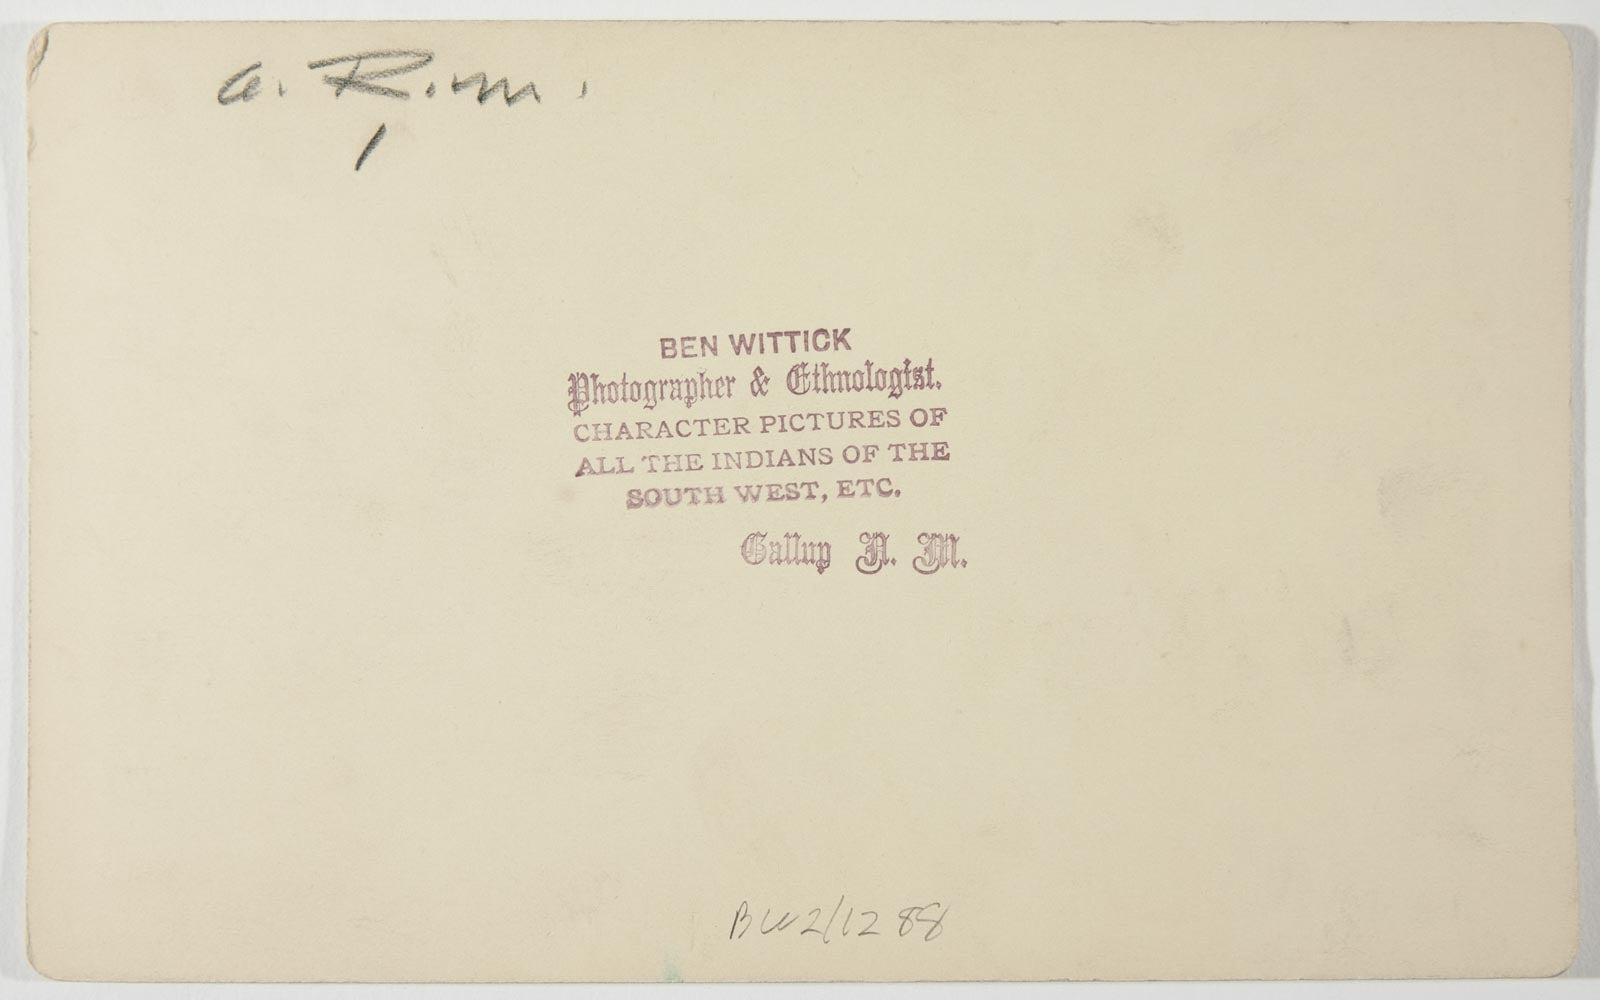 a. R. m.
1
BEN WITTICK
Photographer & Ethnologist.
CHARACTER PICTURES OF
ALL THE INDIANS OF THE
SOUTH WEST, ETC.
Gallup N. M.
BW2/1288